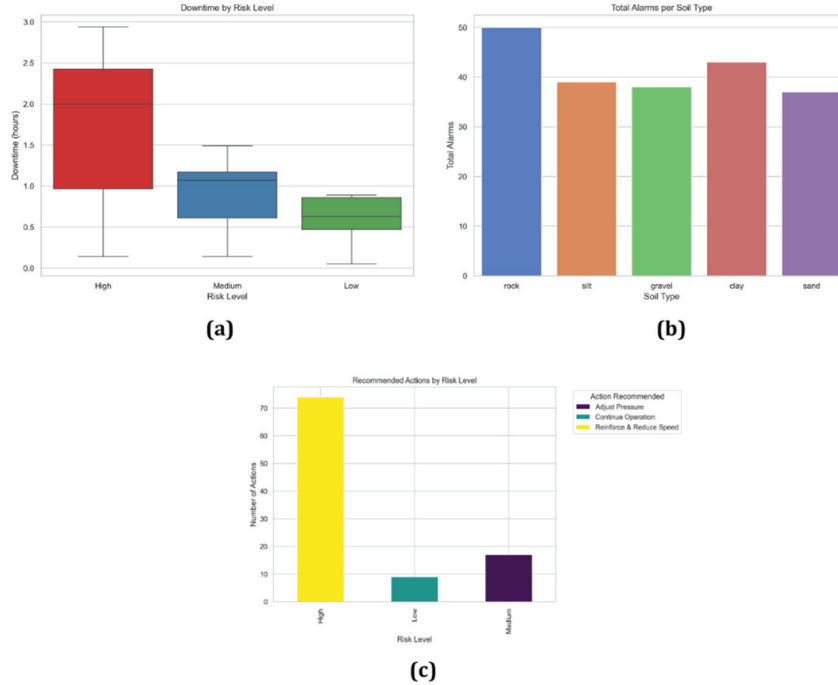 Downtime by Risk Level
3.0
2.5
2.0
1.5
1.0
0.5
0.0
Downtime (hours)
High
Medium
Low
Risk Level
(a)
Total Alarms per Soil Type
50
40
30
20
10
0
Total Alarms
rock
silt
gravel
clay
sand
Soil Type
(b)
Recommended Actions by Risk Level
70
60
50
40
30
20
10
0
Number of Actions
High
Low
Medium
Risk Level
Action Recommended
Adjust Pressure
Continue Operation
Reinforce & Reduce Speed
(c)